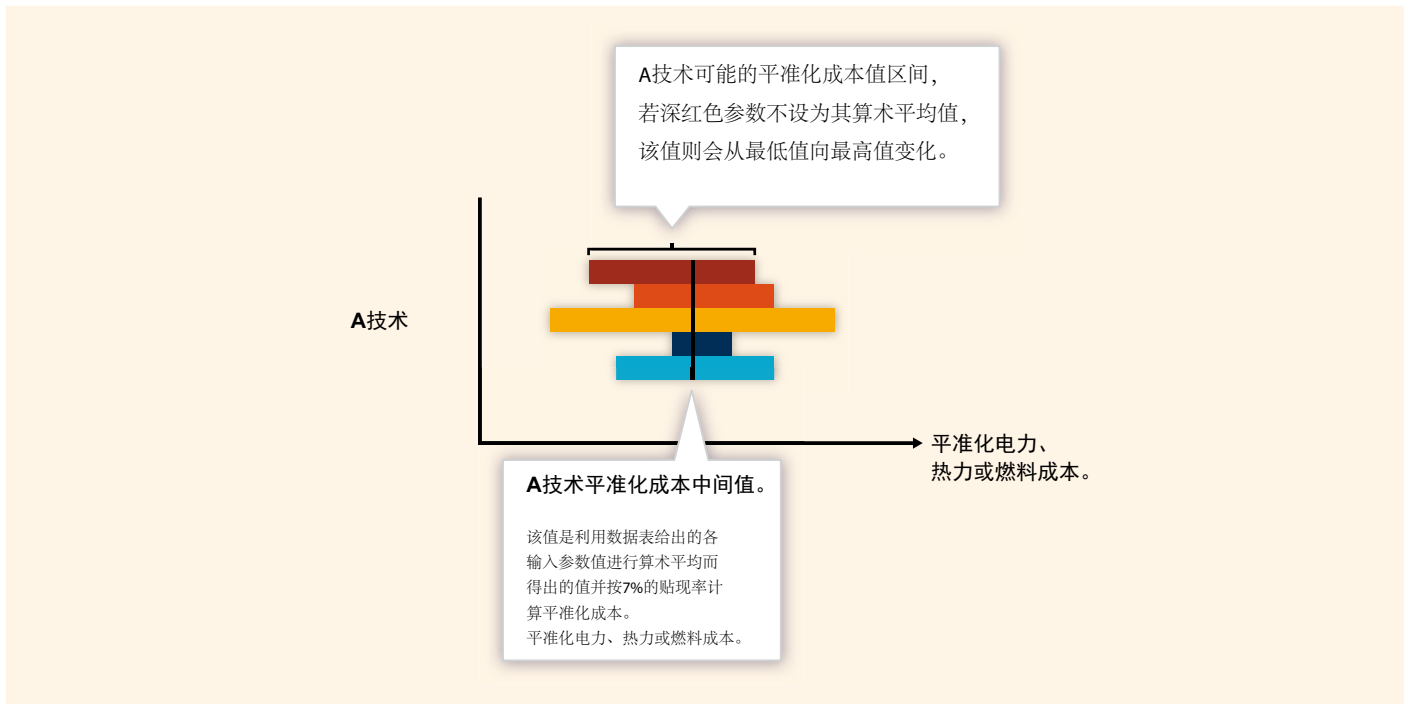 A技术可能的平准化成本值区间，
若深红色参数不设为其算术平均值，
该值则会从最低值向最高值变化。
A技术
平准化电力、
热力或燃料成本。
A技术平准化成本中间值。
该值是利用数据表给出的各
输入参数值进行算术平均而
得出的值并按7%的贴现率计
算平准化成本。
平准化电力、热力或燃料成本。